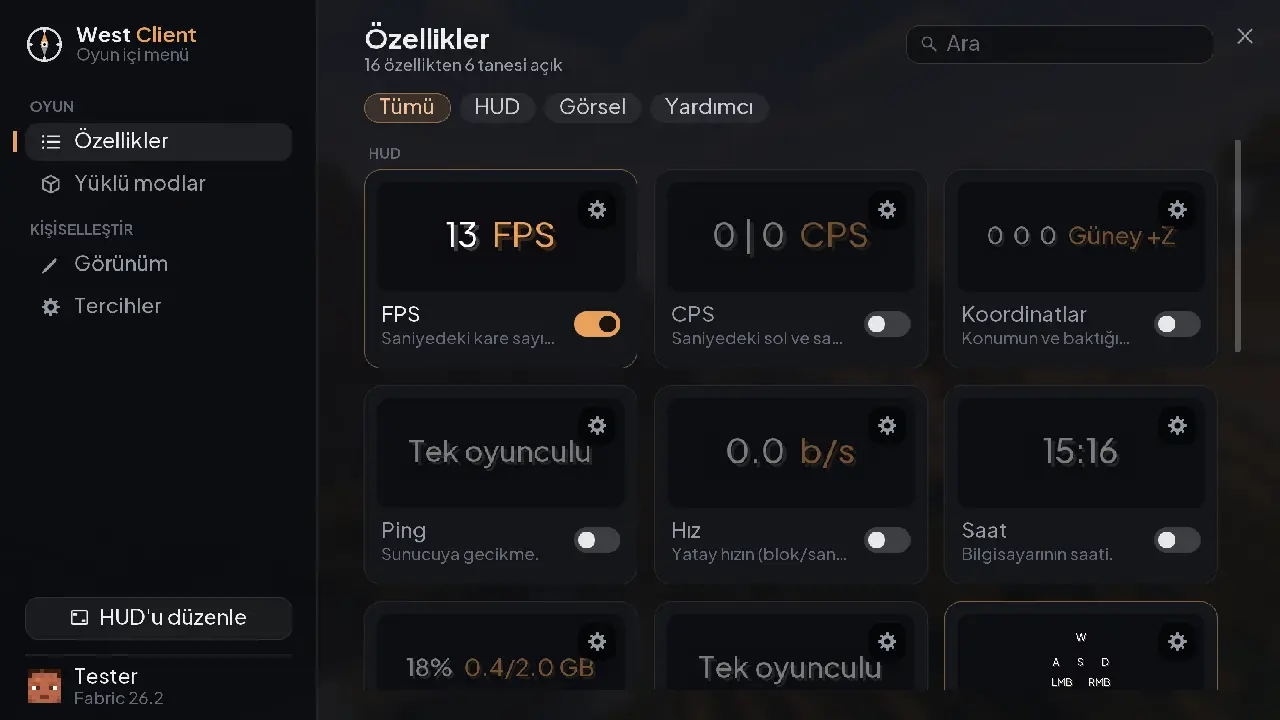 West Client
Oyun içi menü
OYUN
Özellikler
Yüklü modlar
KİŞİSELLEŞTİR
Görünüm
Tercihler
HUD'u düzenle
Tester
Fabric 26.2
Özellikler
16 özellikten 6 tanesi açık
Ara
Tümü HUD Görsel Yardımcı
HUD
13 FPS
FPS
Saniyedeki kare sayı...
0 | 0 CPS
CPS
Saniyedeki sol ve sa...
0 0 0 Güney +Z
Koordinatlar
Konumun ve baktığı...
Tek oyunculu
Ping
Sunucuya gecikme.
0.0 b/s
Hız
Yatay hızın (blok/san...
15:16
Saat
Bilgisayarının saati.
18% 0.4/2.0 GB
Tek oyunculu
W
A S D
LMB RMB